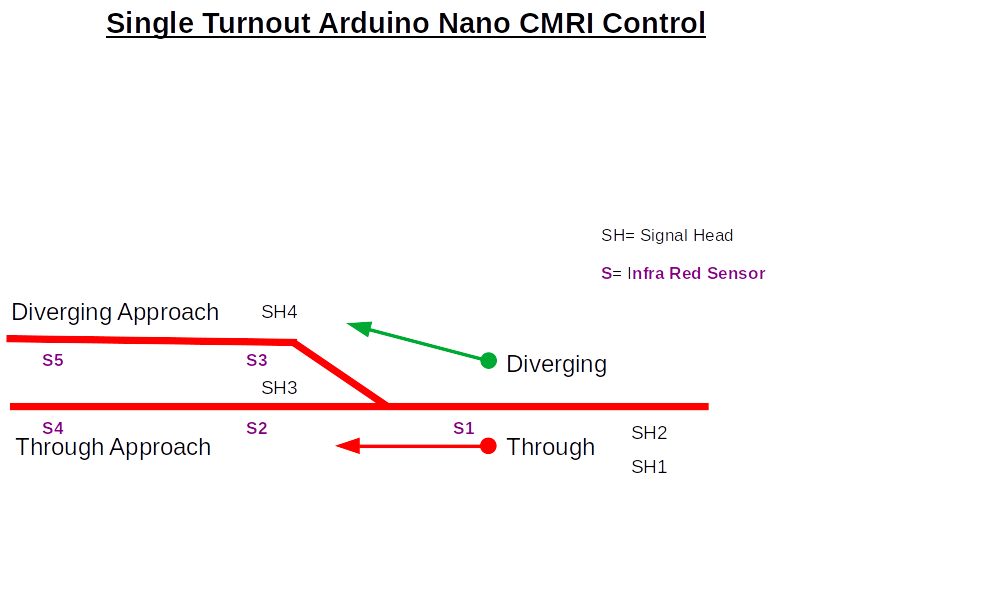 Single Turnout Arduino Nano CMRI Control
SH= Signal Head
S= Infra Red Sensor
Diverging Approach
SH4
S5
S3
Diverging
SH3
S4
S2
S1
SH2
Through Approach
Through
SH1